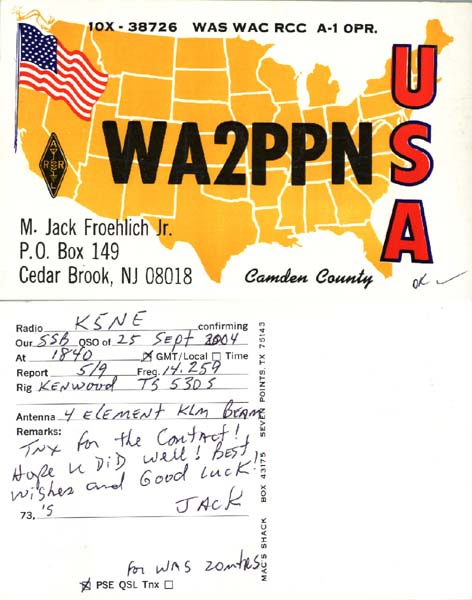 10X - 38726 WAS WAC RCC A-1 OPR.
USA
ARRL
WA2PPN
M. Jack Froehlich Jr.
P.O. Box 149
Cedar Brook, NJ 08018
Camden County
OK
Radio K5NE confirming
Our SSB QSO of 25 Sept 2004
At 1840 GMT/Local Time
Report 5/9 Freq. 14.259
Rig Kenwood TS 530S
Antenna 4 Element KLM Beam
Remarks:
Tnx for the Contact!
Hope U Did well! Best
wishes and Good Luck!
73,'s JACK
for WAS 20mtrs
PSE QSL Tnx
MAC'S SHACK BOX 43175 SEVEN POINTS, TX 75143